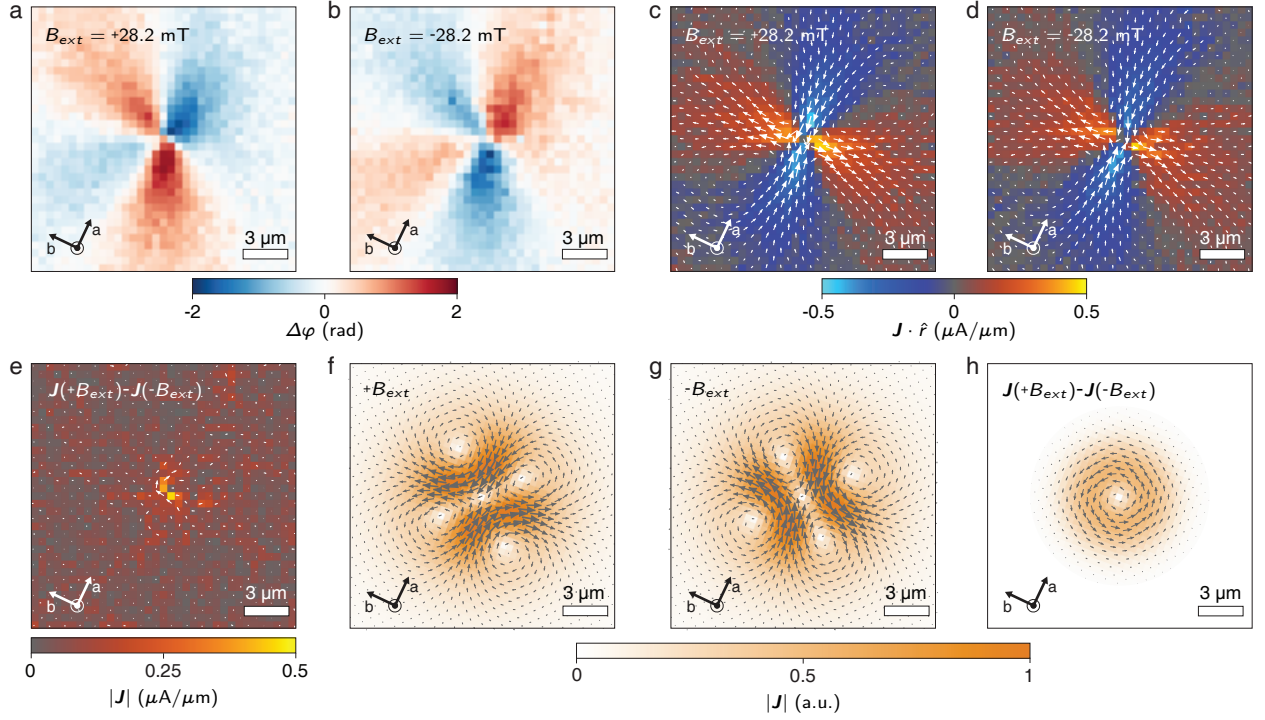 a
b
c
d
B_ext = +28.2 mT
B_ext = -28.2 mT
B_ext = +28.2 mT
B_ext = -28.2 mT
b
a
3 μm
b
a
3 μm
b
a
3 μm
b
a
3 μm
-2
0
2
Δφ (rad)
-0.5
0
0.5
J · r̂ (μA/μm)
e
f
g
h
J(+B_ext)-J(-B_ext)
+B_ext
-B_ext
J(+B_ext)-J(-B_ext)
b
a
3 μm
b
a
3 μm
b
a
3 μm
b
a
3 μm
0
0.25
0.5
|J| (μA/μm)
0
0.5
1
|J| (a.u.)